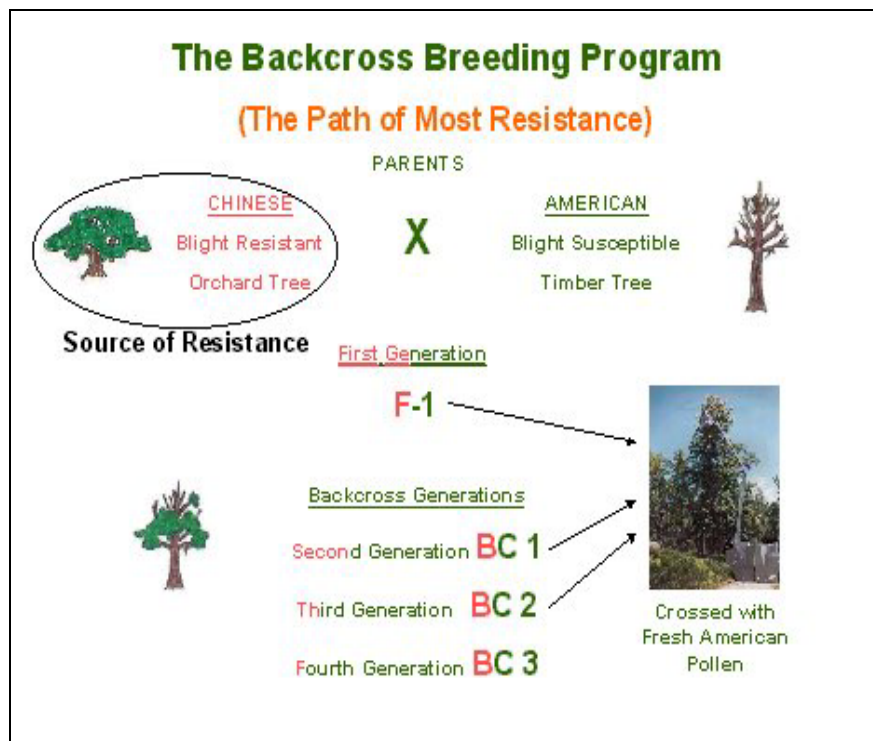 The Backcross Breeding Program
(The Path of Most Resistance)
PARENTS
CHINESE
Blight Resistant
Orchard Tree
X
AMERICAN
Blight Susceptible
Timber Tree
Source of Resistance
First Generation
F-1
Backcross Generations
Second Generation BC 1
Third Generation BC 2
Fourth Generation BC 3
Crossed with
Fresh American
Pollen